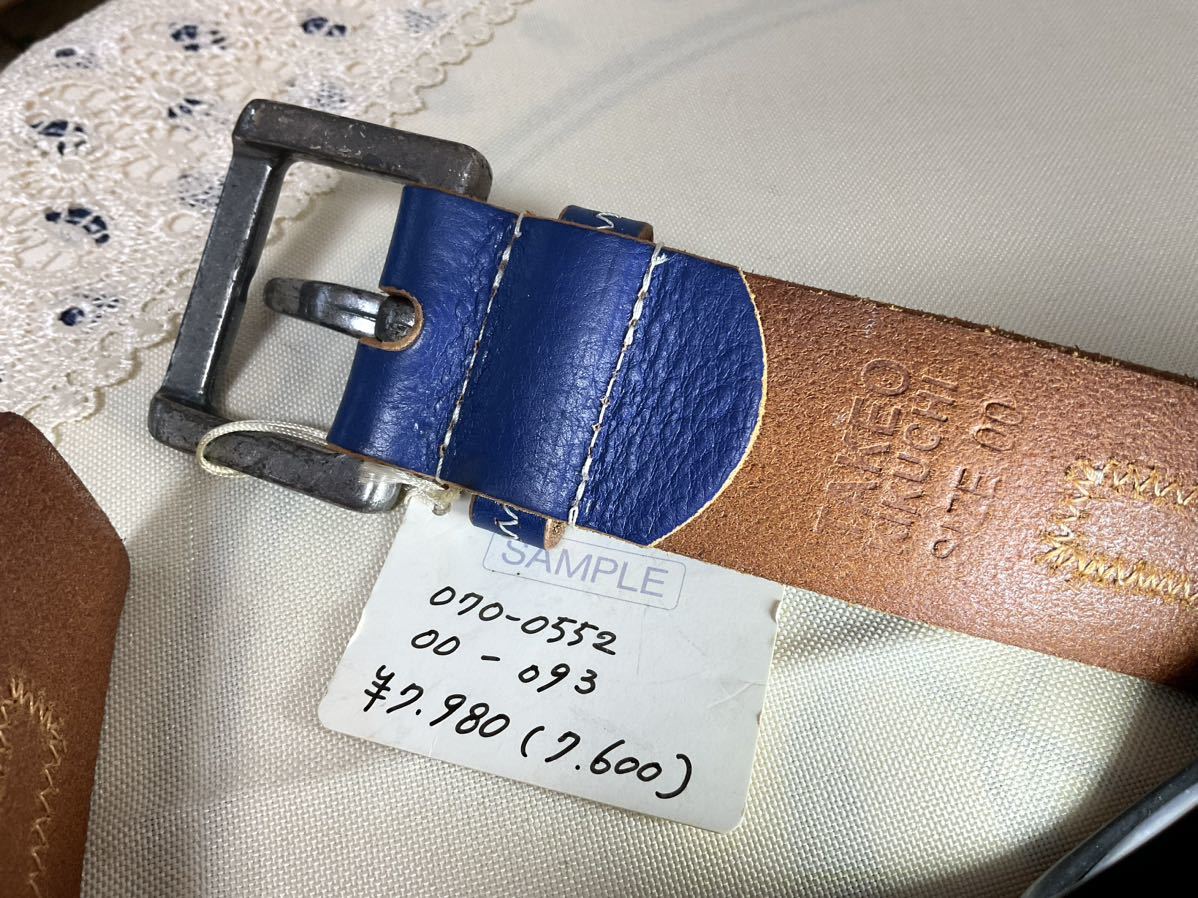 SAMPLE
070-0552
00-093
¥7.980(7.600)
TAKEO
KIKUCHI